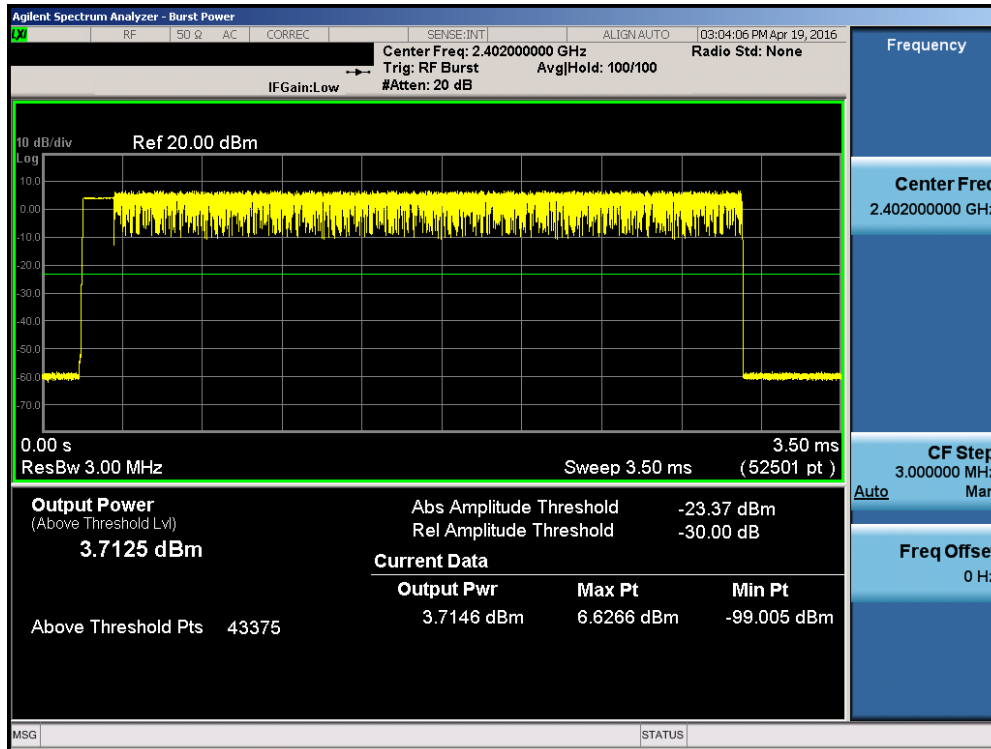 Agilent Spectrum Analyzer - Burst Power
LXI RF 50 Ω AC CORREC SENSE:INT ALIGN AUTO 03:04:06 PM Apr 19, 2016
Center Freq: 2.402000000 GHz Radio Std: None
Trig: RF Burst Avg|Hold: 100/100
IFGain:Low #Atten: 20 dB
10 dB/div Ref 20.00 dBm
Log
10.0
0.00
-10.0
-20.0
-30.0
-40.0
-50.0
-60.0
-70.0
0.00 s 3.50 ms
ResBw 3.00 MHz Sweep 3.50 ms (52501 pt)
Output Power
(Above Threshold Lvl)
3.7125 dBm
Above Threshold Pts 43375
Abs Amplitude Threshold -23.37 dBm
Rel Amplitude Threshold -30.00 dB
Current Data
Output Pwr Max Pt Min Pt
3.7146 dBm 6.6266 dBm -99.005 dBm
Frequency
Center Freq
2.402000000 GHz
CF Step
3.000000 MHz
Auto Man
Freq Offse
0 Hz
MSG STATUS